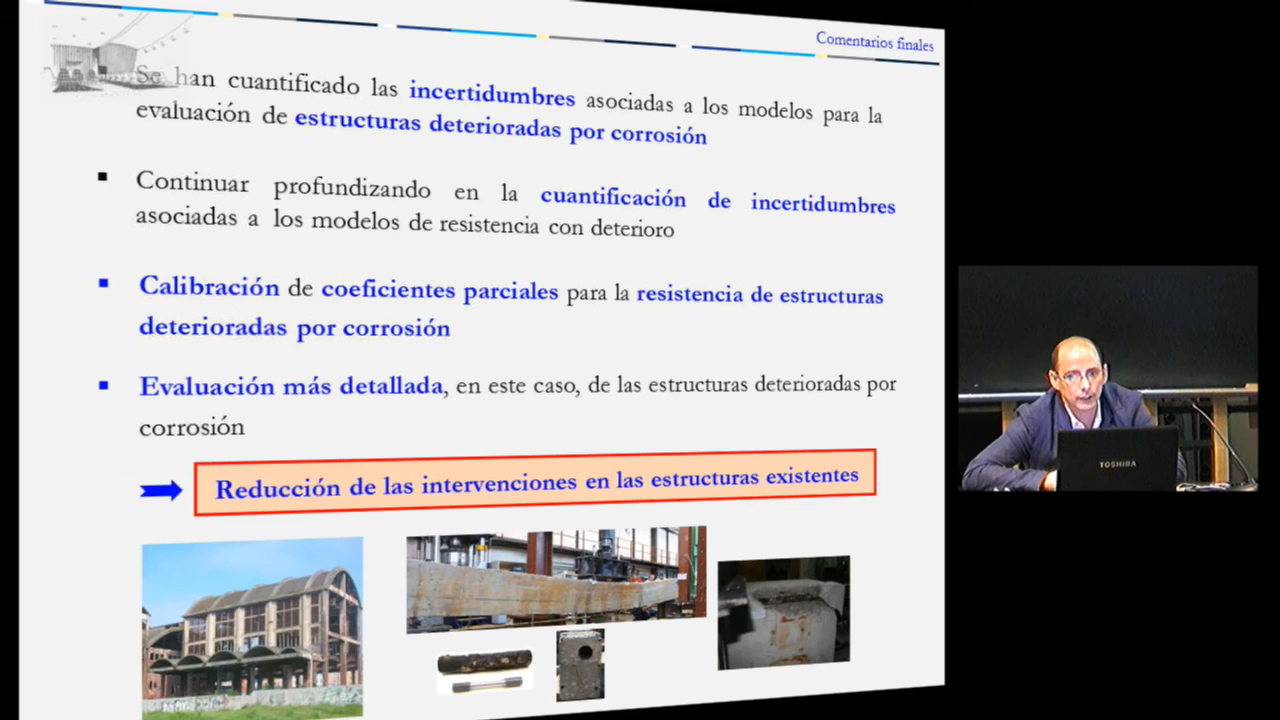 Comentarios finales
Se han cuantificado las incertidumbres asociadas a los modelos para la
evaluación de estructuras deterioradas por corrosión
▪ Continuar profundizando en la cuantificación de incertidumbres
asociadas a los modelos de resistencia con deterioro
▪ Calibración de coeficientes parciales para la resistencia de estructuras
deterioradas por corrosión
▪ Evaluación más detallada, en este caso, de las estructuras deterioradas por
corrosión
Reducción de las intervenciones en las estructuras existentes
TOSHIBA